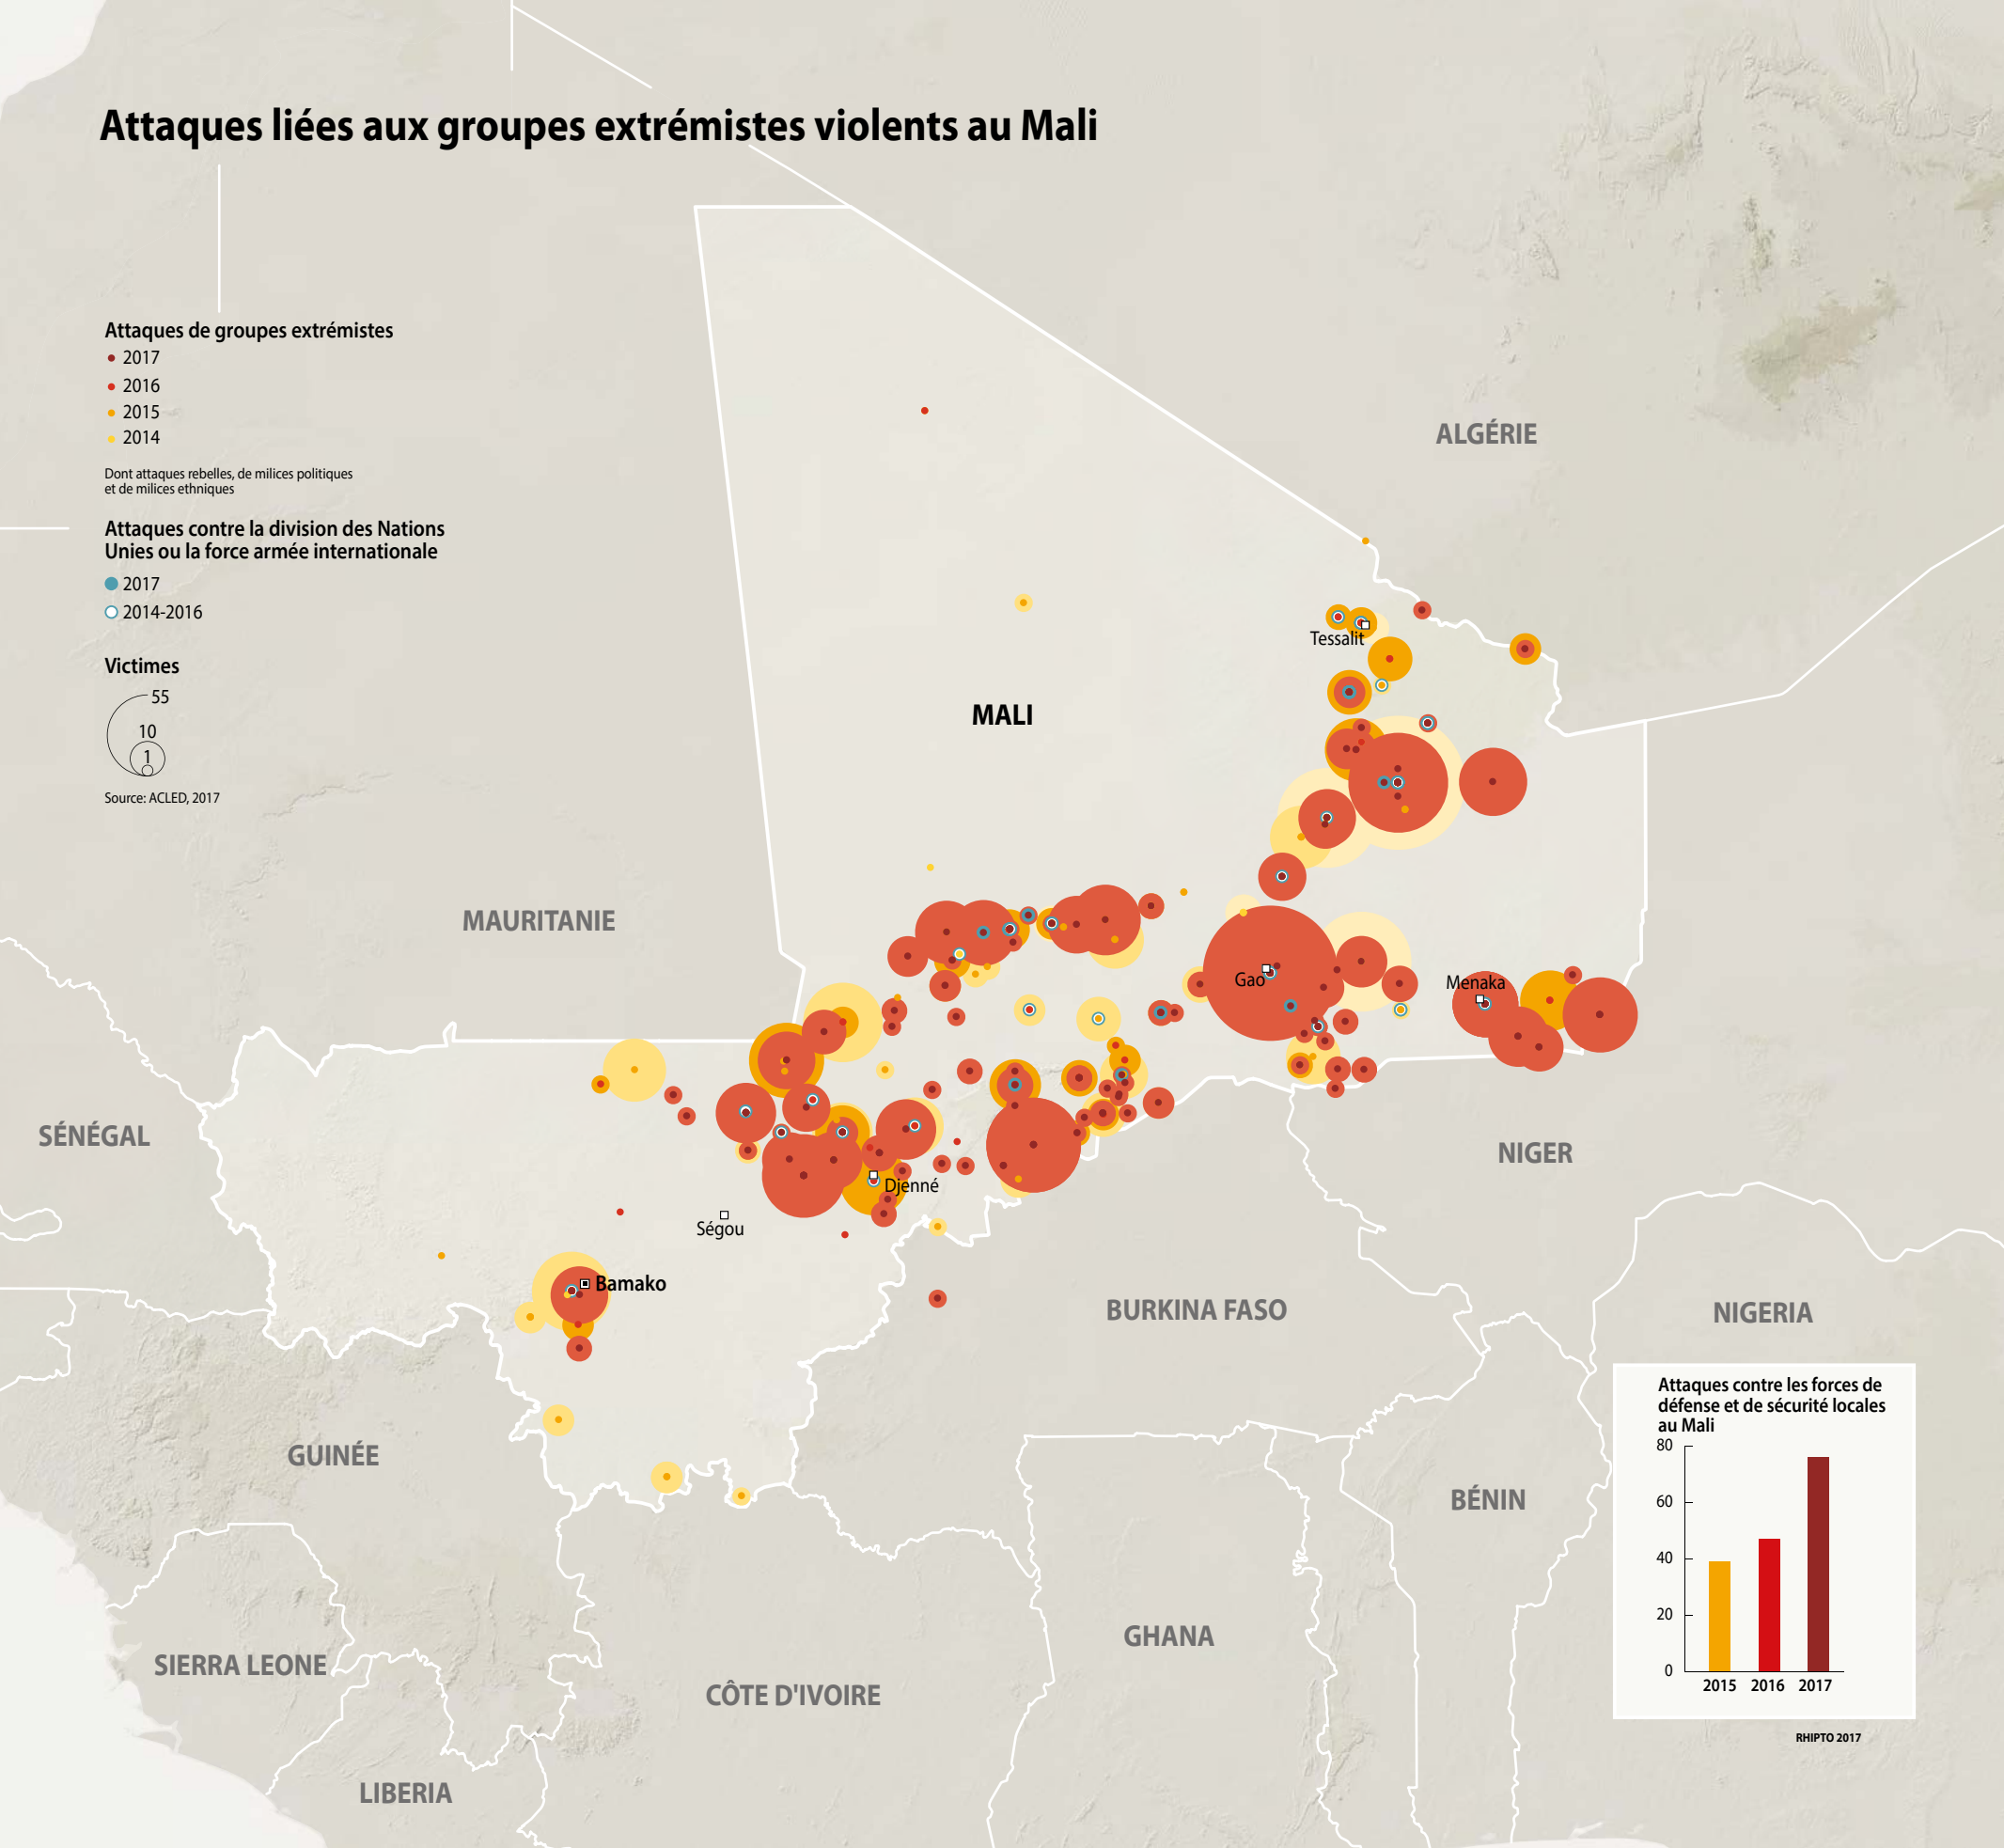 Attaques liées aux groupes extrémistes violents au Mali
Attaques de groupes extrémistes
2017
2016
2015
2014
Dont attaques rebelles, de milices politiques
et de milices ethniques
Attaques contre la division des Nations
Unies ou la force armée internationale
2017
2014-2016
Victimes
55
10
1
Source: ACLED, 2017
ALGÉRIE
Tessalit
MALI
MAURITANIE
Gao
Menaka
SÉNÉGAL
NIGER
Djenné
Ségou
Bamako
BURKINA FASO
NIGERIA
GUINÉE
BÉNIN
GHANA
SIERRA LEONE
CÔTE D'IVOIRE
LIBERIA
Attaques contre les forces de
défense et de sécurité locales
au Mali
80
60
40
20
0
2015 2016 2017
RHIPTO 2017